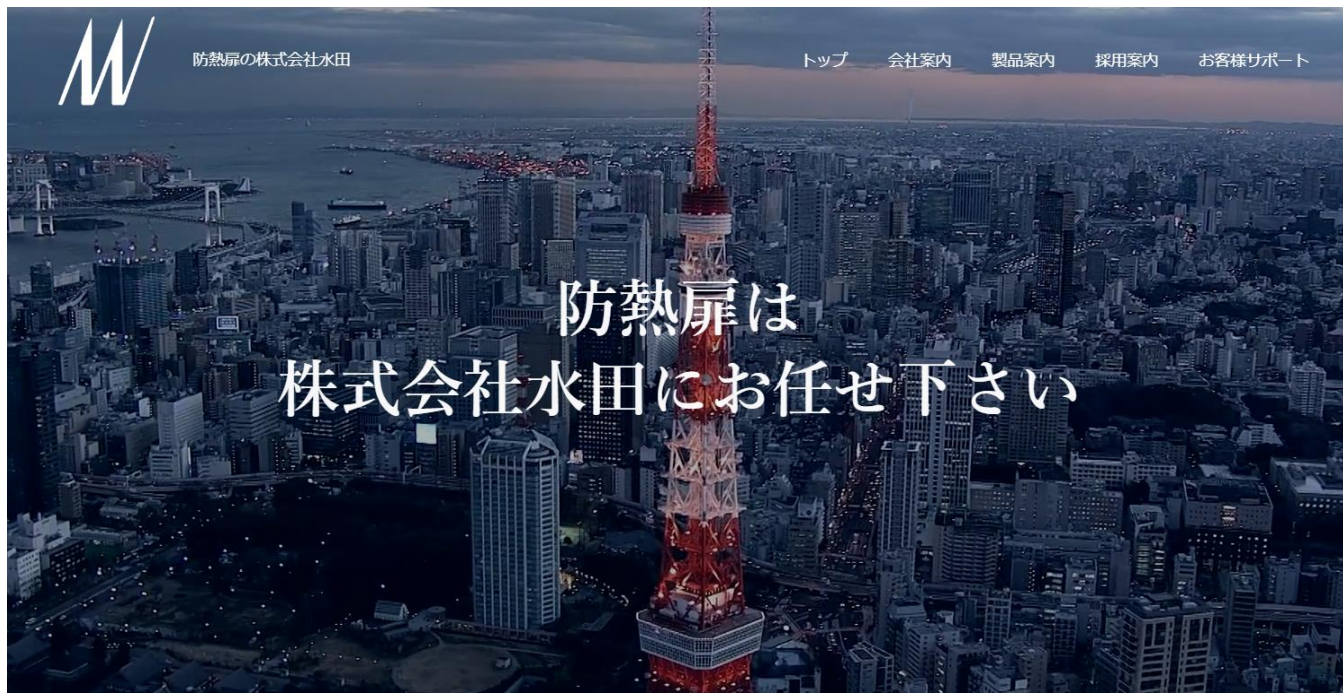 防熱扉の株式会社水田
トップ
会社案内
製品案内
採用案内
お客様サポート
防熱扉は
株式会社水田にお任せ下さい